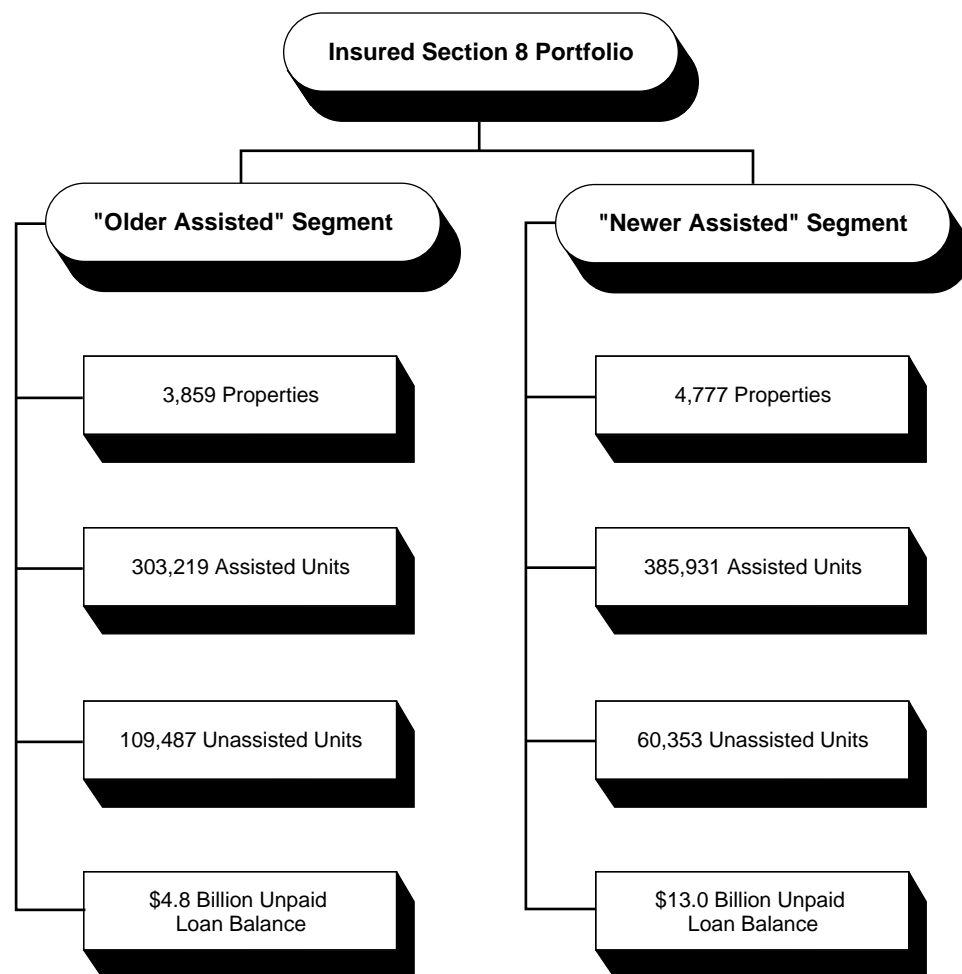 Insured Section 8 Portfolio
"Older Assisted" Segment
3,859 Properties
303,219 Assisted Units
109,487 Unassisted Units
$4.8 Billion Unpaid
Loan Balance
"Newer Assisted" Segment
4,777 Properties
385,931 Assisted Units
60,353 Unassisted Units
$13.0 Billion Unpaid
Loan Balance